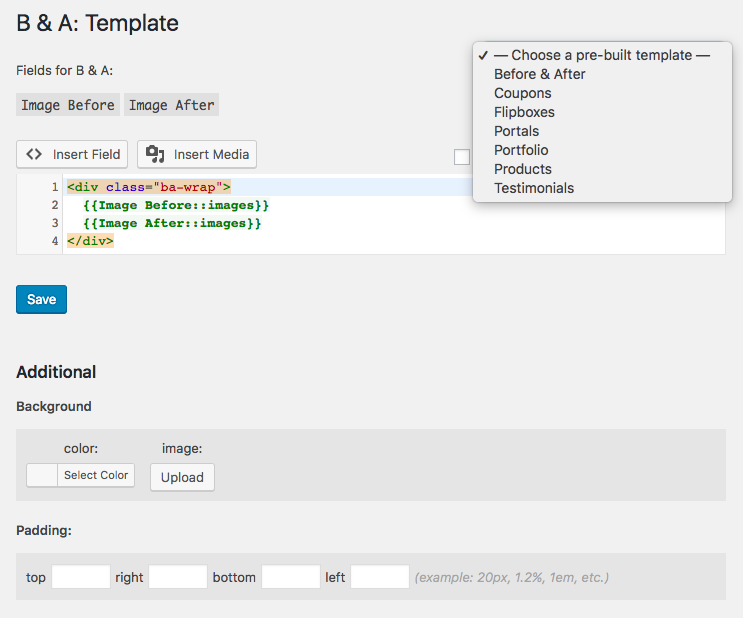 B & A: Template
✓ — Choose a pre-built template —
Before & After
Coupons
Flipboxes
Portals
Portfolio
Products
Testimonials
Fields for B & A:
Image Before Image After
Insert Field Insert Media
1 <div class="ba-wrap">
2 {{Image Before::images}}
3 {{Image After::images}}
4 </div>
Save
Additional
Background
color: image:
Select Color Upload
Padding:
top right bottom left (example: 20px, 1.2%, 1em, etc.)